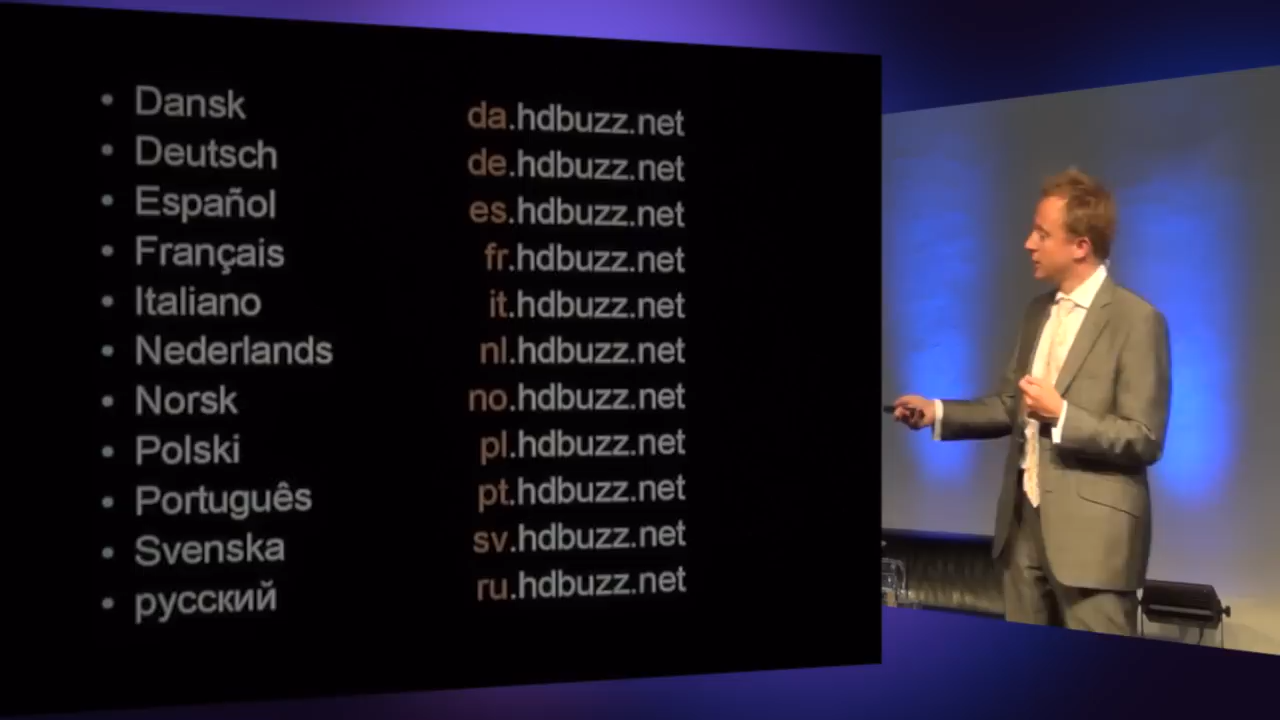 • Dansk da.hdbuzz.net
• Deutsch de.hdbuzz.net
• Español es.hdbuzz.net
• Français fr.hdbuzz.net
• Italiano it.hdbuzz.net
• Nederlands nl.hdbuzz.net
• Norsk no.hdbuzz.net
• Polski pl.hdbuzz.net
• Português pt.hdbuzz.net
• Svenska sv.hdbuzz.net
• русский ru.hdbuzz.net